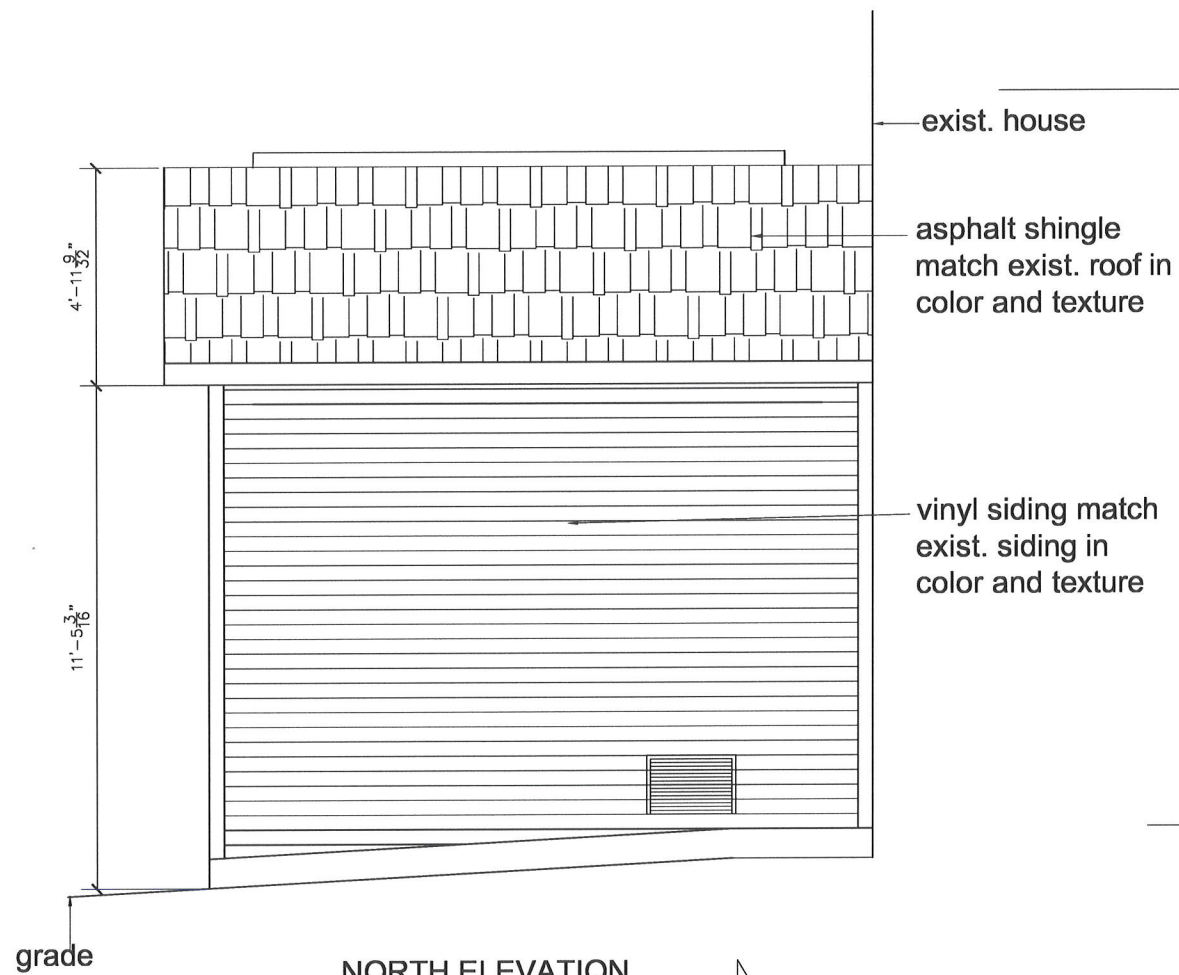 exist. house
asphalt shingle
match exist. roof in
color and texture
4'-11 9/32"
vinyl siding match
exist. siding in
color and texture
11'-5 3/16"
grade
NORTH ELEVATION